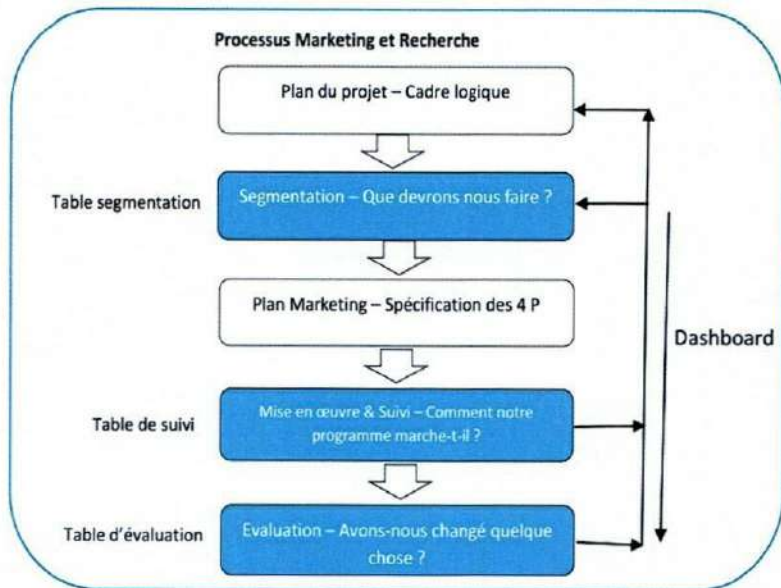 Processus Marketing et Recherche
Plan du projet – Cadre logique
Table segmentation
Segmentation – Que devrons nous faire ?
Plan Marketing – Spécification des 4 P
Dashboard
Table de suivi
Mise en œuvre & Suivi – Comment notre
programme marche-t-il ?
Table d'évaluation
Evaluation – Avons-nous changé quelque
chose ?